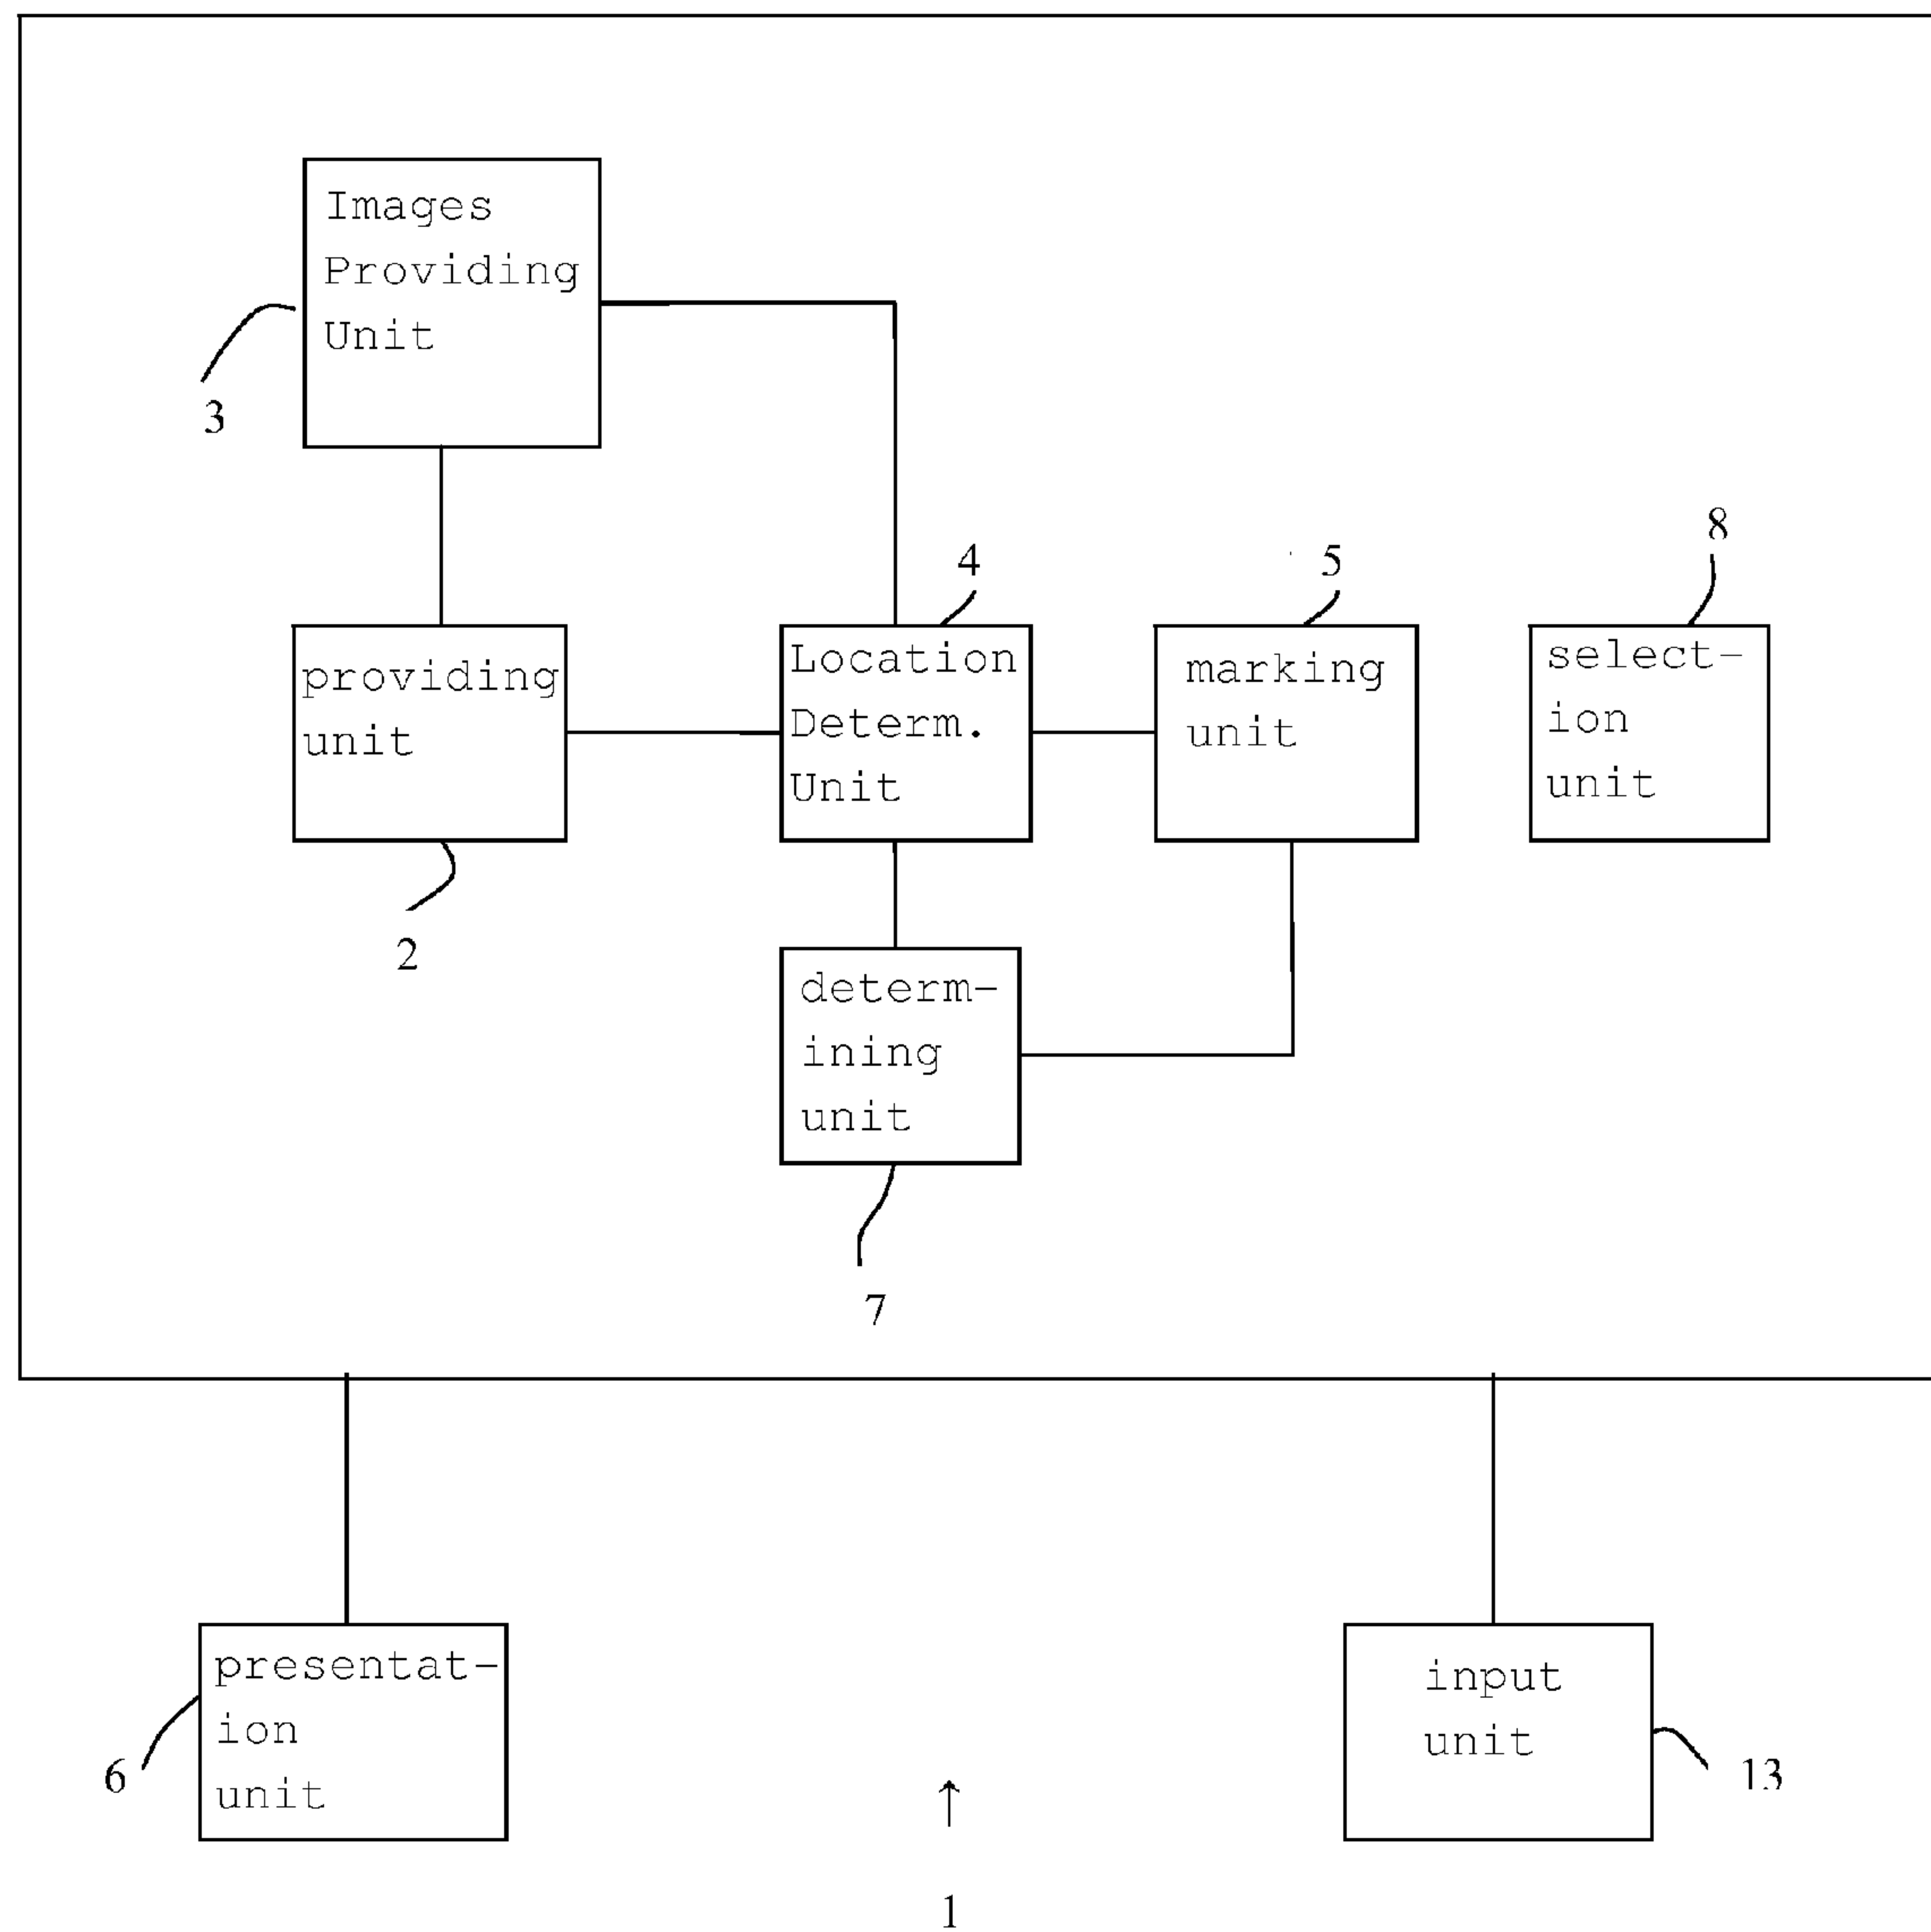 Images
Providing
Unit
3
8
4
5
providing
unit
Location
Determ.
Unit
marking
unit
select-
ion
unit
2
determ-
ining
unit
7
presentat-
ion
unit
6
input
unit
13
↑
1